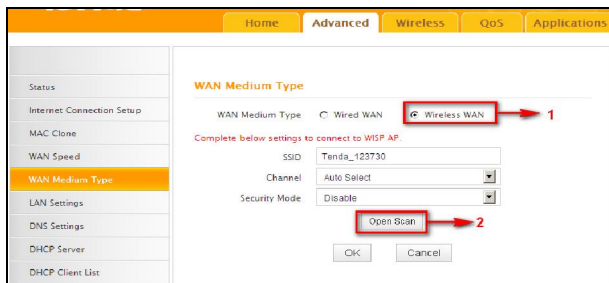 Home Advanced Wireless QoS Applications
Status
Internet Connection Setup
MAC Clone
WAN Speed
WAN Medium Type
LAN Settings
DNS Settings
DHCP Server
DHCP Client List
WAN Medium Type
WAN Medium Type Wired WAN Wireless WAN 1
Complete below settings to connect to WISP AP.
SSID Tenda_123730
Channel Auto Select
Security Mode Disable
Open Scan 2
OK Cancel